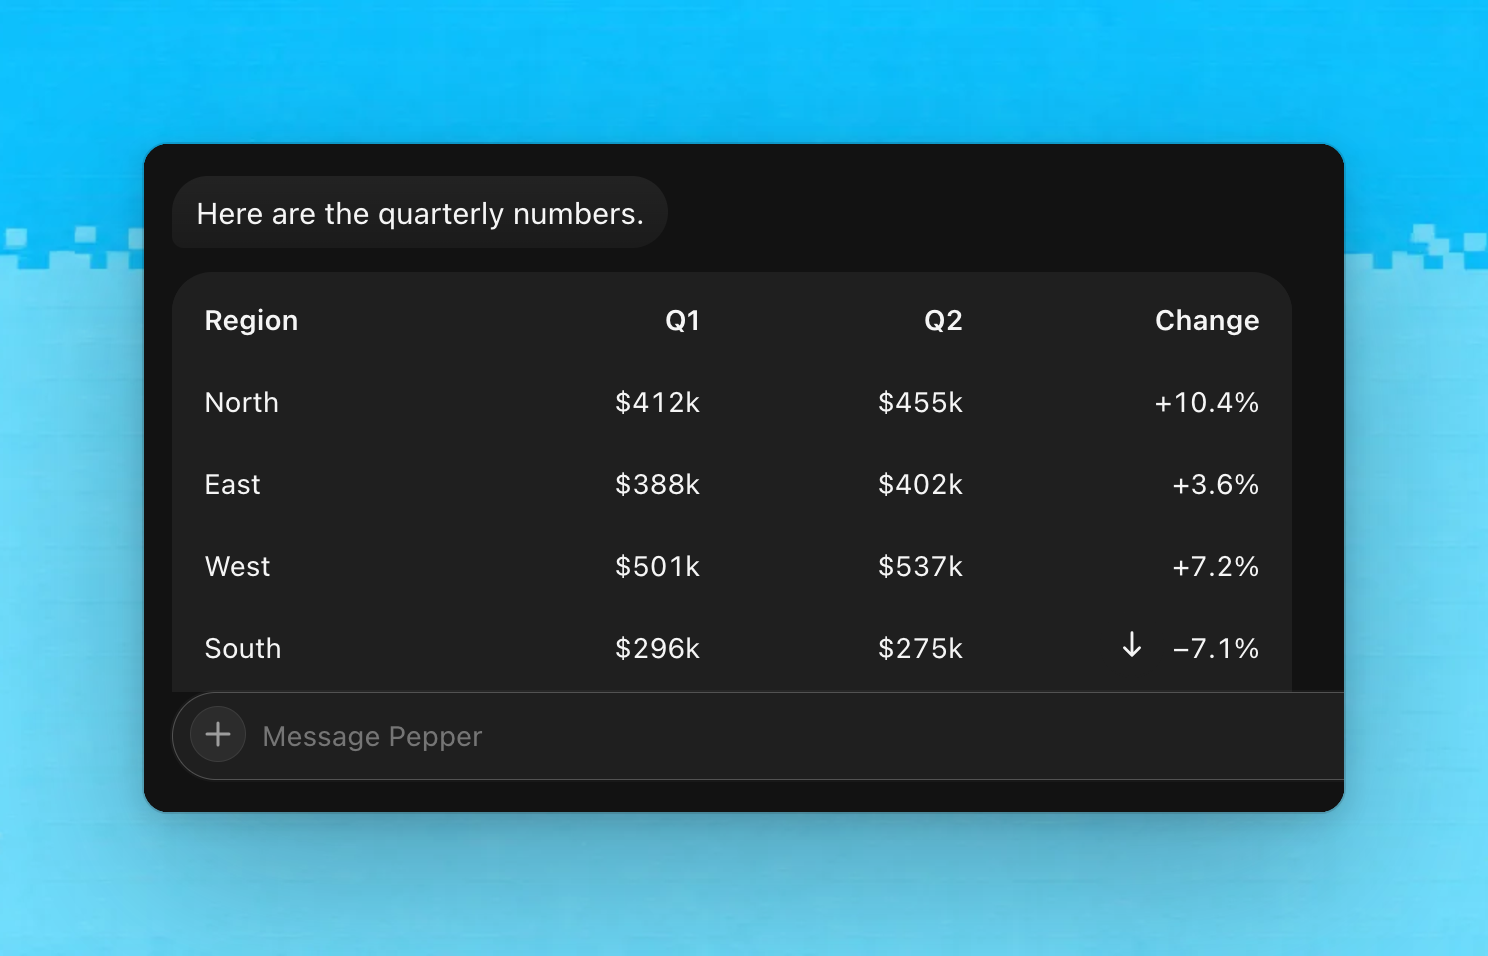 Here are the quarterly numbers.
Region Q1 Q2 Change
North $412k $455k +10.4%
East $388k $402k +3.6%
West $501k $537k +7.2%
South $296k $275k ↓ −7.1%
Message Pepper